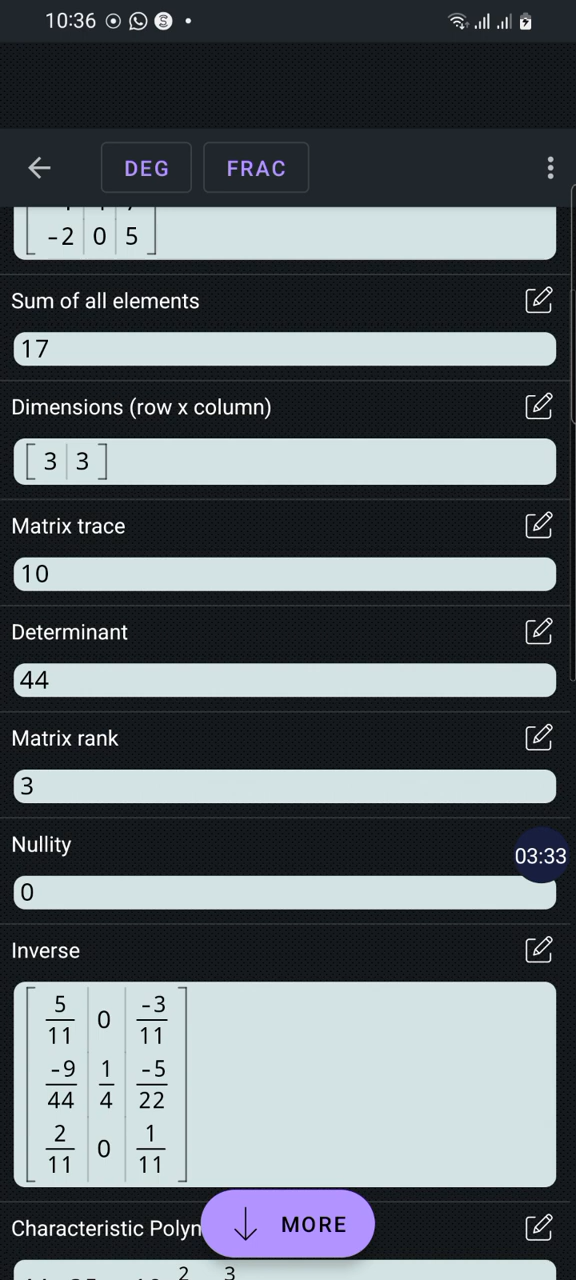 10:36
DEG FRAC
-2 0 5
Sum of all elements
17
Dimensions (row x column)
3 3
Matrix trace
10
Determinant
44
Matrix rank
3
Nullity
03:33
0
Inverse
5/11 0 -3/11
-9/44 1/4 -5/22
2/11 0 1/11
Characteristic Polyn
MORE